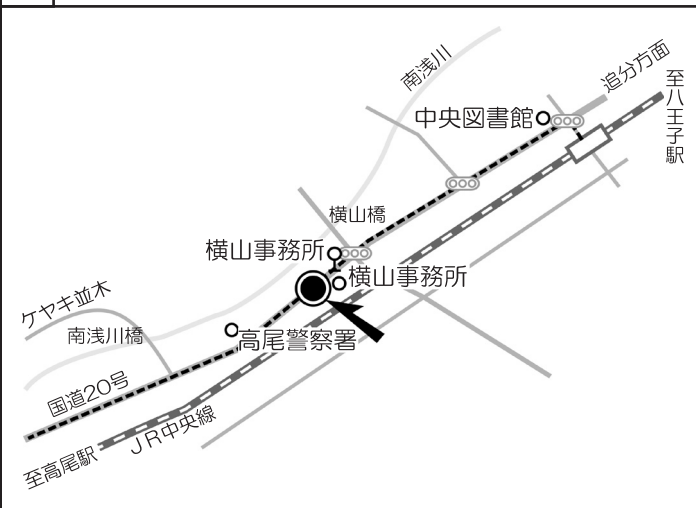 南浅川
追分方面
至八王子駅
中央図書館
横山橋
横山事務所
横山事務所
ケヤキ並木
南浅川橋
高尾警察署
国道20号
JR中央線
至高尾駅